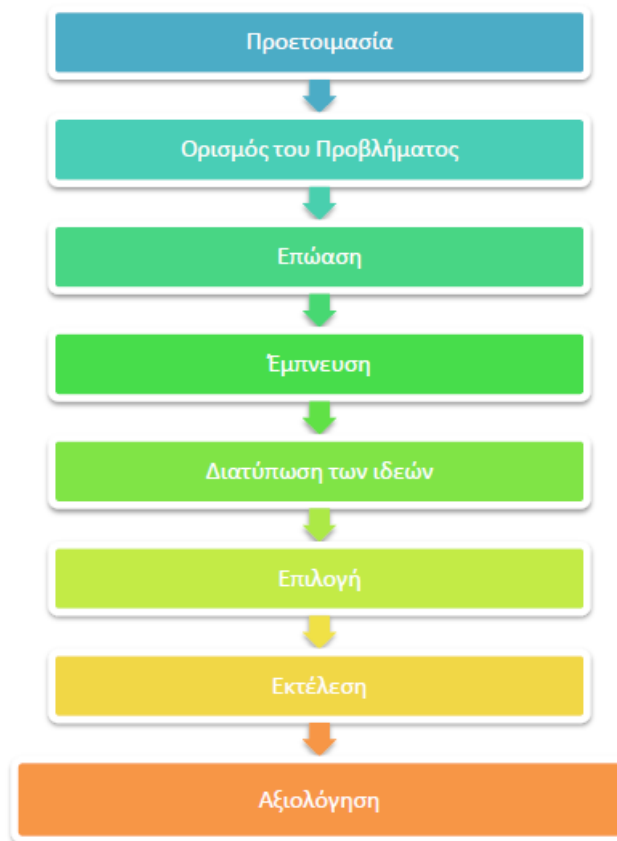 Προετοιμασία
Ορισμός του Προβλήματος
Επώαση
Έμπνευση
Διατύπωση των ιδεών
Επιλογή
Εκτέλεση
Αξιολόγηση